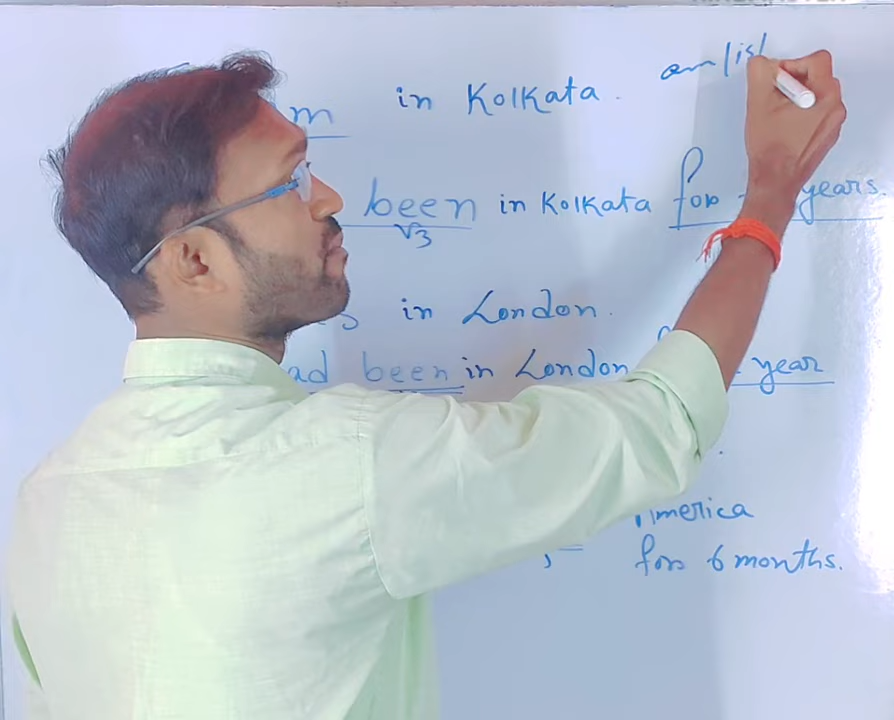 m in Kolkata. am/is/
been in Kolkata for years.
V3
s in London.
ad been in London year
America
for 6 months.